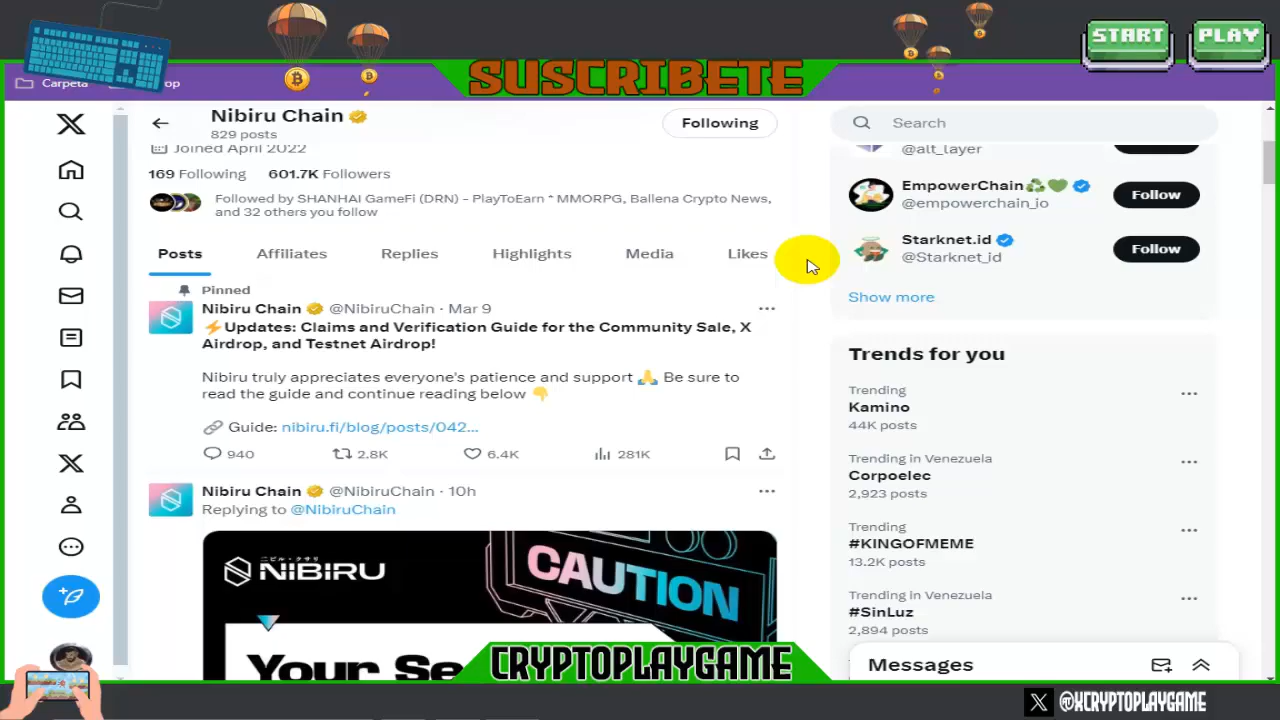 START PLAY
SUSCRIBETE
Carpeta op
Nibiru Chain
829 posts
Following
Search
Joined April 2022
169 Following 601.7K Followers
Followed by SHANHAI GameFi (DRN) - PlayToEarn * MMORPG, Ballena Crypto News,
and 32 others you follow
Posts Affiliates Replies Highlights Media Likes
Pinned
Nibiru Chain @NibiruChain · Mar 9
⚡Updates: Claims and Verification Guide for the Community Sale, X
Airdrop, and Testnet Airdrop!
Nibiru truly appreciates everyone's patience and support 🙏 Be sure to
read the guide and continue reading below 👇
🔗 Guide: nibiru.fi/blog/posts/042...
940 2.8K 6.4K 281K
Nibiru Chain @NibiruChain · 10h
Replying to @NibiruChain
NIBIRU
CAUTION
Your Se
@alt_layer
EmpowerChain♻️💚
@empowerchain_io
Follow
Starknet.id
@Starknet_id
Follow
Show more
Trends for you
Trending
Kamino
44K posts
Trending in Venezuela
Corpoelec
2,923 posts
Trending
#KINGOFMEME
13.2K posts
Trending in Venezuela
#SinLuz
2,894 posts
Messages
CRYPTOPLAYGAME
@XCRYPTOPLAYGAME